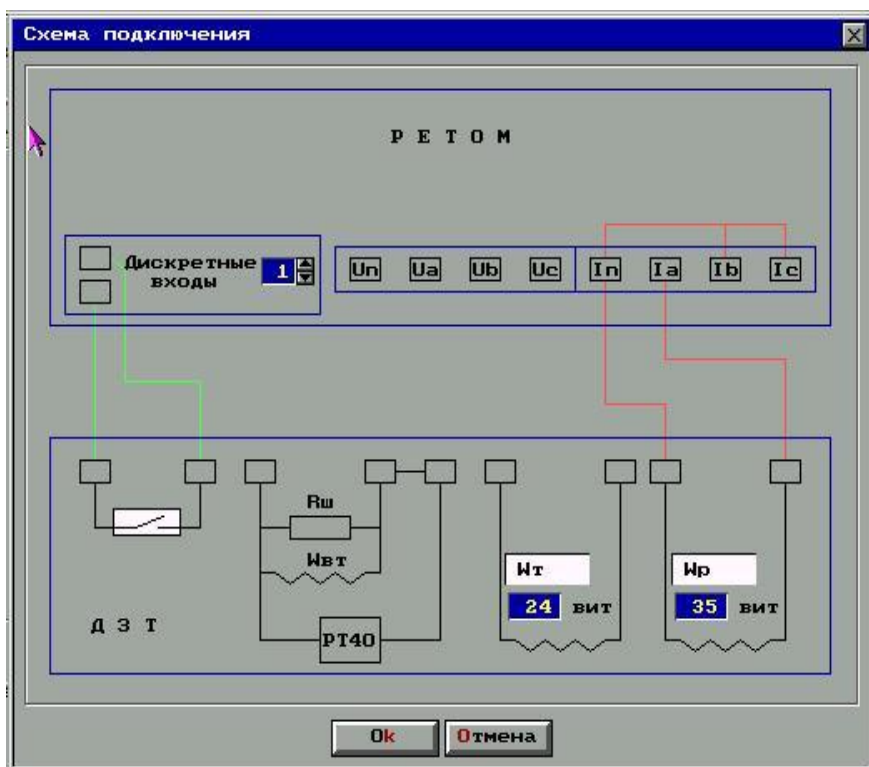 Схема подключения
Р Е Т О М
Дискретные
входы
1
Un Ua Ub Uc In Ia Ib Ic
Rш
Wвт
Wт
Wр
24 вит
35 вит
Д З Т
РТ40
Ok Отмена